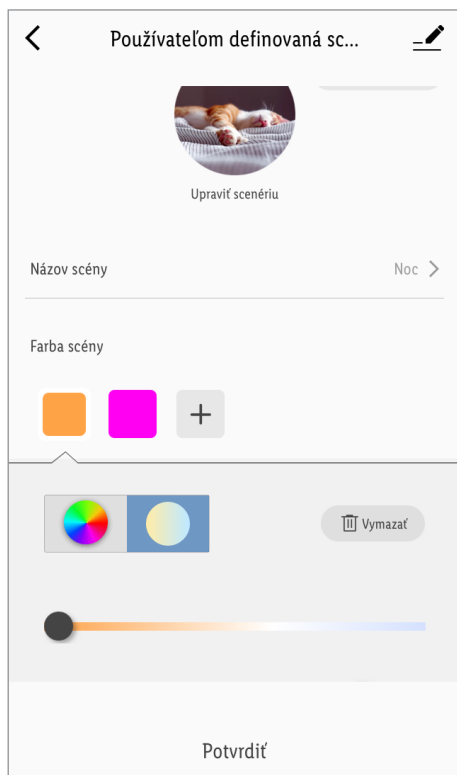 Používateľom definovaná sc...
Upraviť scenériu
Názov scény
Noc
Farba scény
Vymazať
Potvrdiť